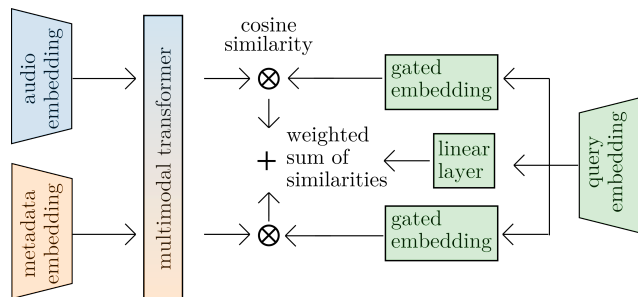 audio
embedding
metadata
embedding
multimodal transformer
cosine
similarity
gated
embedding
weighted
sum of
similarities
linear
layer
gated
embedding
query
embedding